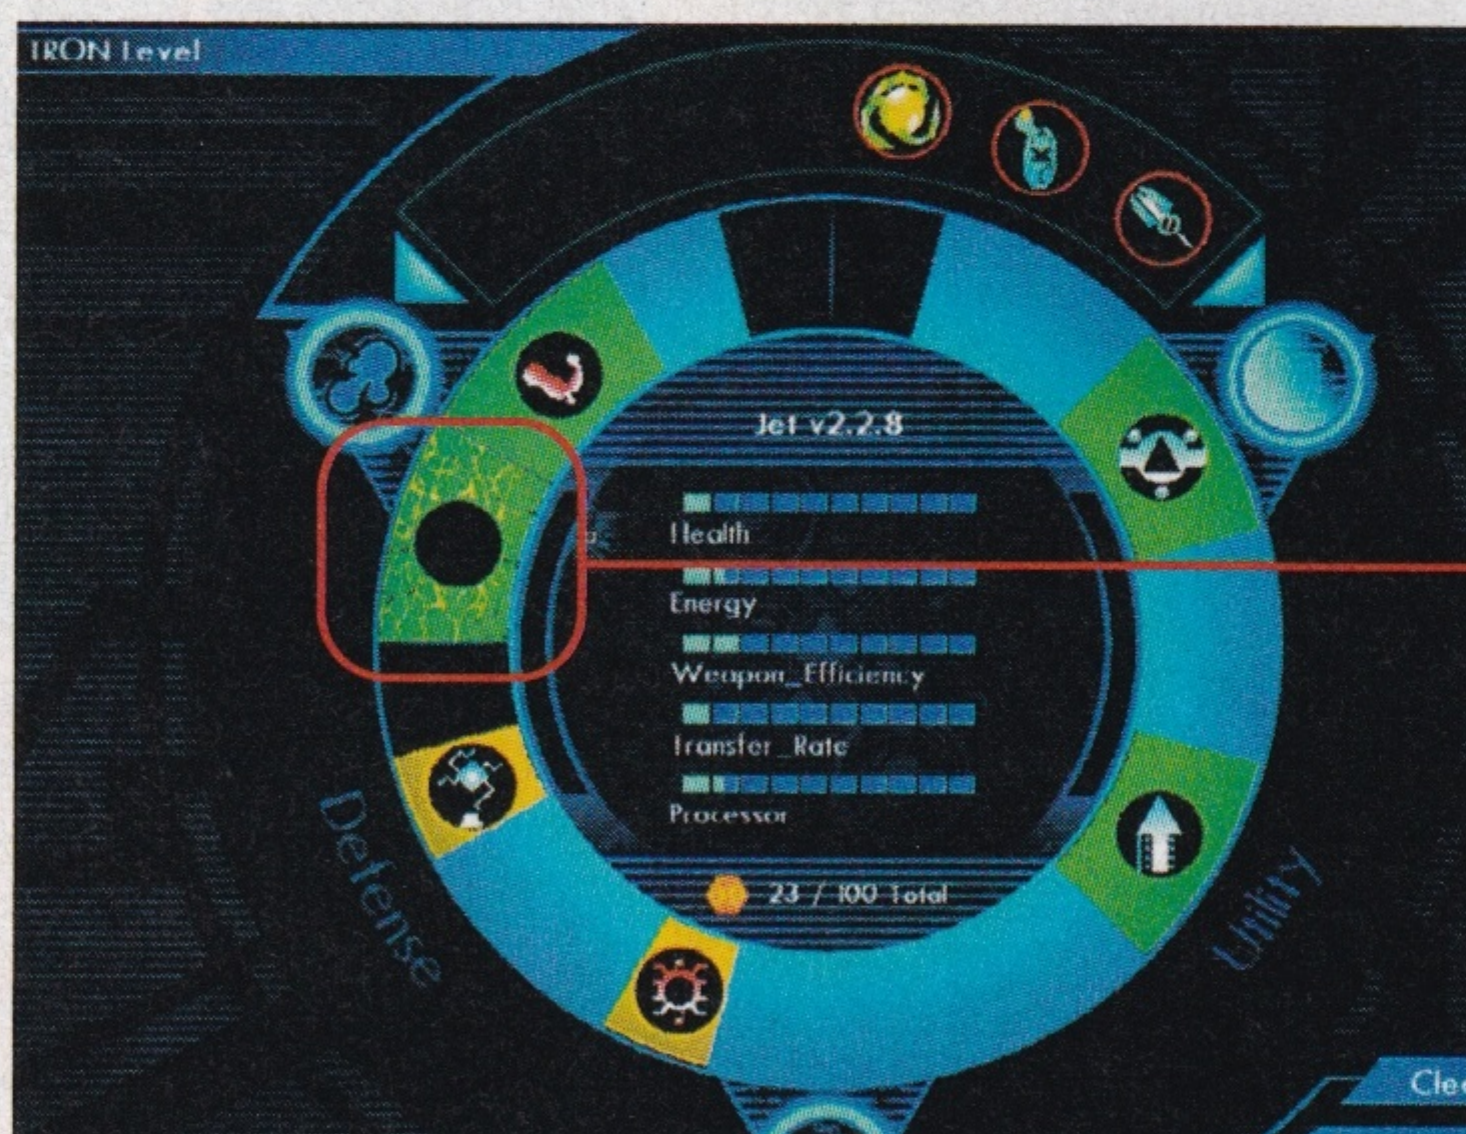 TRON Level
Jet v2.2.8
Health
Energy
Weapon_Efficiency
Transfer_Rate
Processor
23 / 100 Total
Defense
Utility